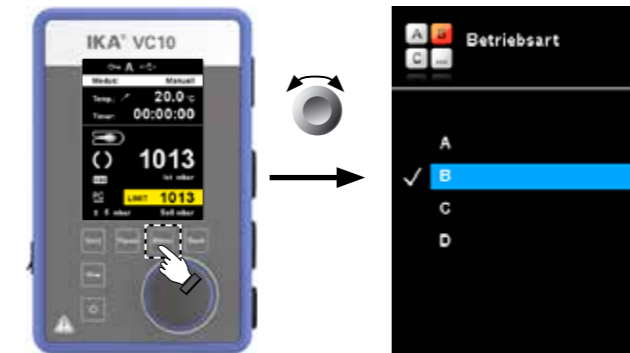 IKA® VC10
A
Modus: Manuell
Temp.: 20.0 °C
Timer: 00:00:00
1013
Ist mbar
LIMIT 1013
± 5 mbar Soll mbar
A B
C ...
Betriebsart
A
B
C
D